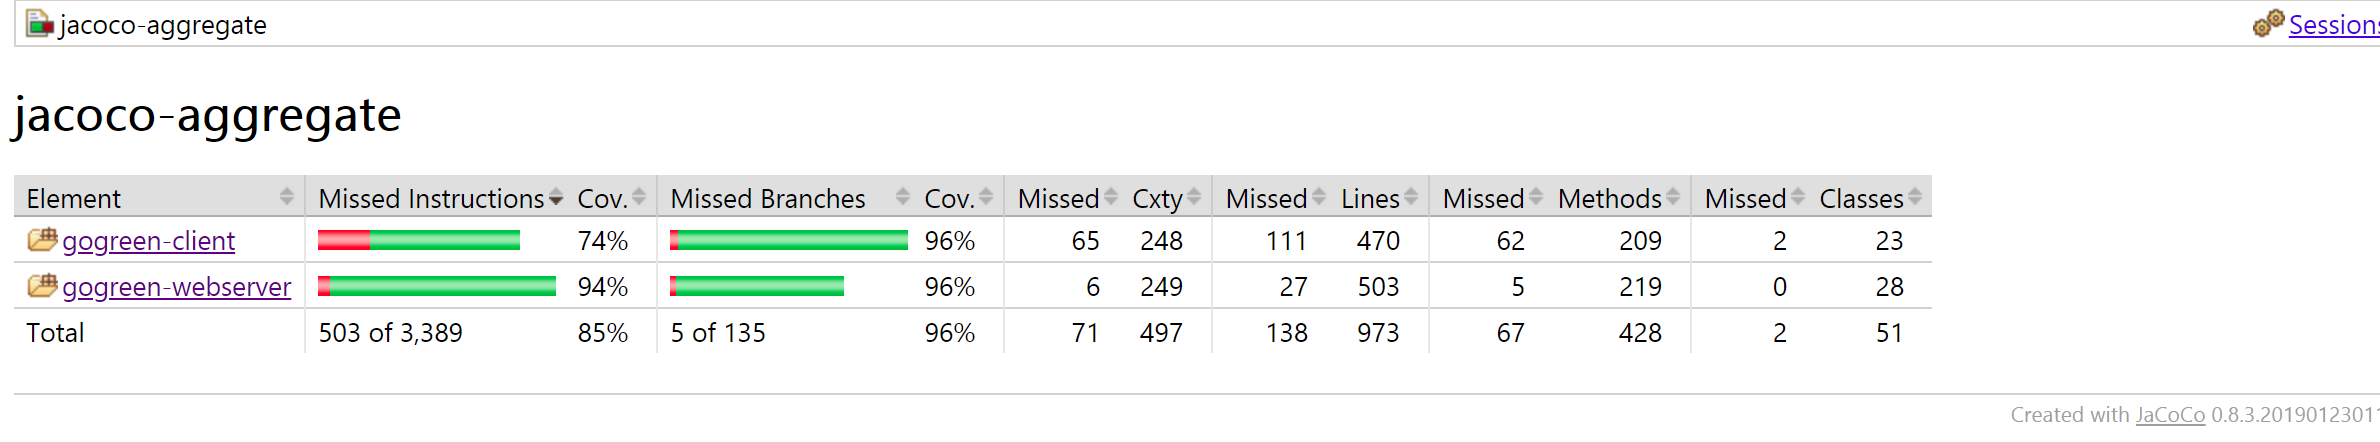 jacoco-aggregate Sessions
jacoco-aggregate
Element Missed Instructions Cov. Missed Branches Cov. Missed Cxty Missed Lines Missed Methods Missed Classes
gogreen-client 74% 96% 65 248 111 470 62 209 2 23
gogreen-webserver 94% 96% 6 249 27 503 5 219 0 28
Total 503 of 3,389 85% 5 of 135 96% 71 497 138 973 67 428 2 51
Created with JaCoCo 0.8.3.20190123011